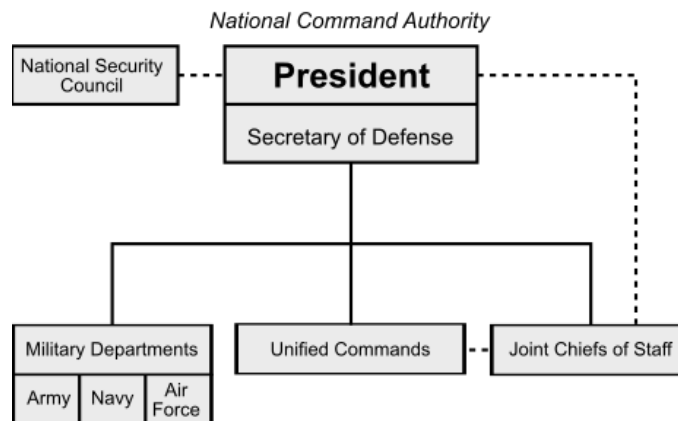 National Command Authority
National Security
Council
President
Secretary of Defense
Military Departments
Unified Commands
Joint Chiefs of Staff
Army
Navy
Air
Force